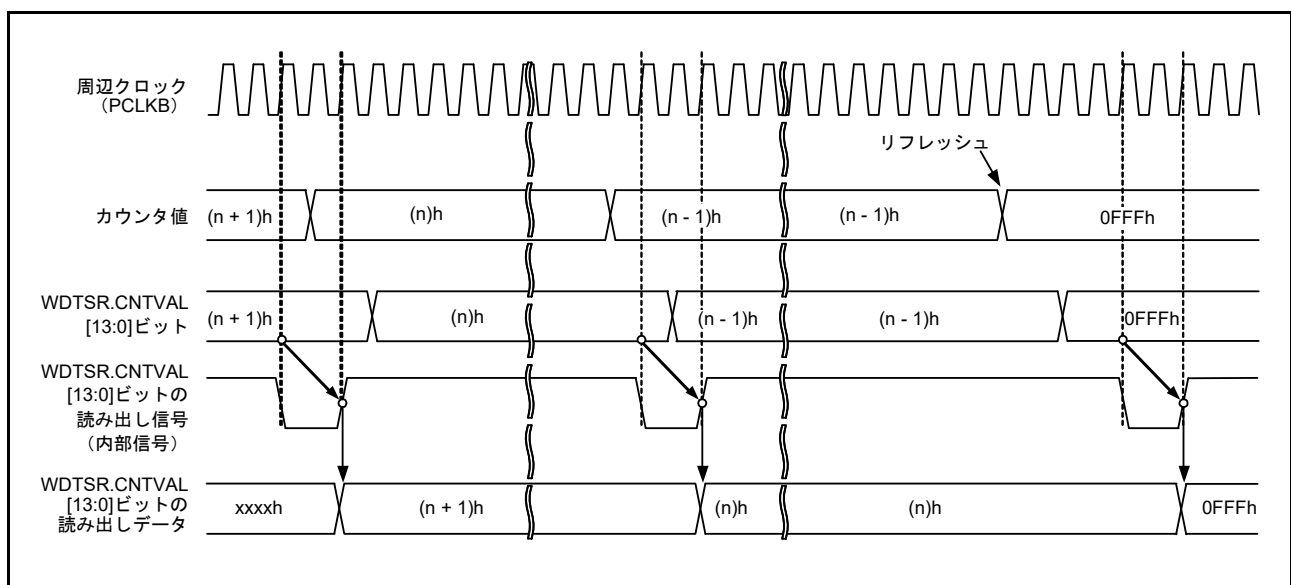 周辺クロック
（PCLKB）
リフレッシュ
カウンタ値
(n + 1)h
(n)h
(n - 1)h
(n - 1)h
0FFFh
WDTSR.CNTVAL
[13:0]ビット
(n + 1)h
(n)h
(n - 1)h
(n - 1)h
0FFFh
WDTSR.CNTVAL
[13:0]ビットの
読み出し信号
（内部信号）
WDTSR.CNTVAL
[13:0]ビットの
読み出しデータ
xxxxh
(n + 1)h
(n)h
(n)h
0FFFh